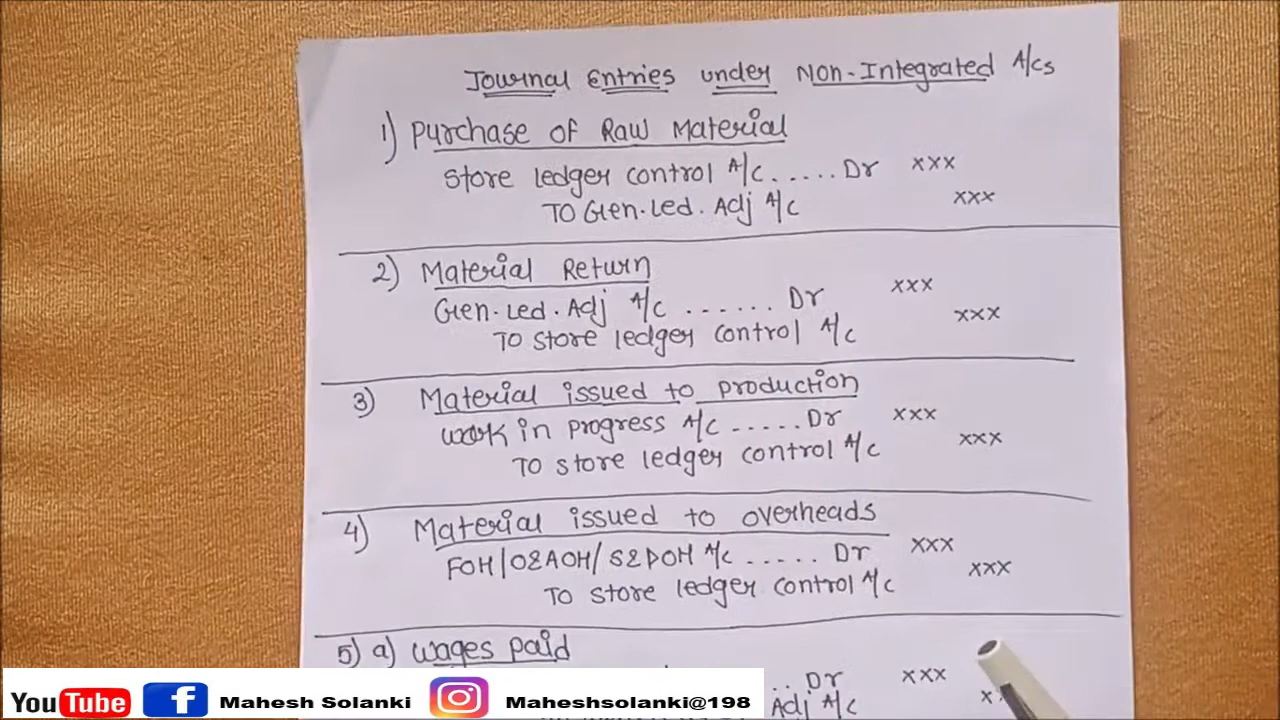 Journal Entries under Non-Integrated A/cs
1) Purchase of Raw Material
Store ledger control A/c ..... Dr xxx
To Gen. Led. Adj A/c xxx
2) Material Return
Gen. Led. Adj A/c ...... Dr xxx
To store ledger control A/c xxx
3) Material issued to production
work in progress A/c ..... Dr xxx
To store ledger control A/c xxx
4) Material issued to overheads
FOH/O&AOH/S&DOH A/c ..... Dr xxx
To store ledger control A/c xxx
5) a) wages paid
.. Dr xxx
Adj A/c x
YouTube Mahesh Solanki Maheshsolanki@198